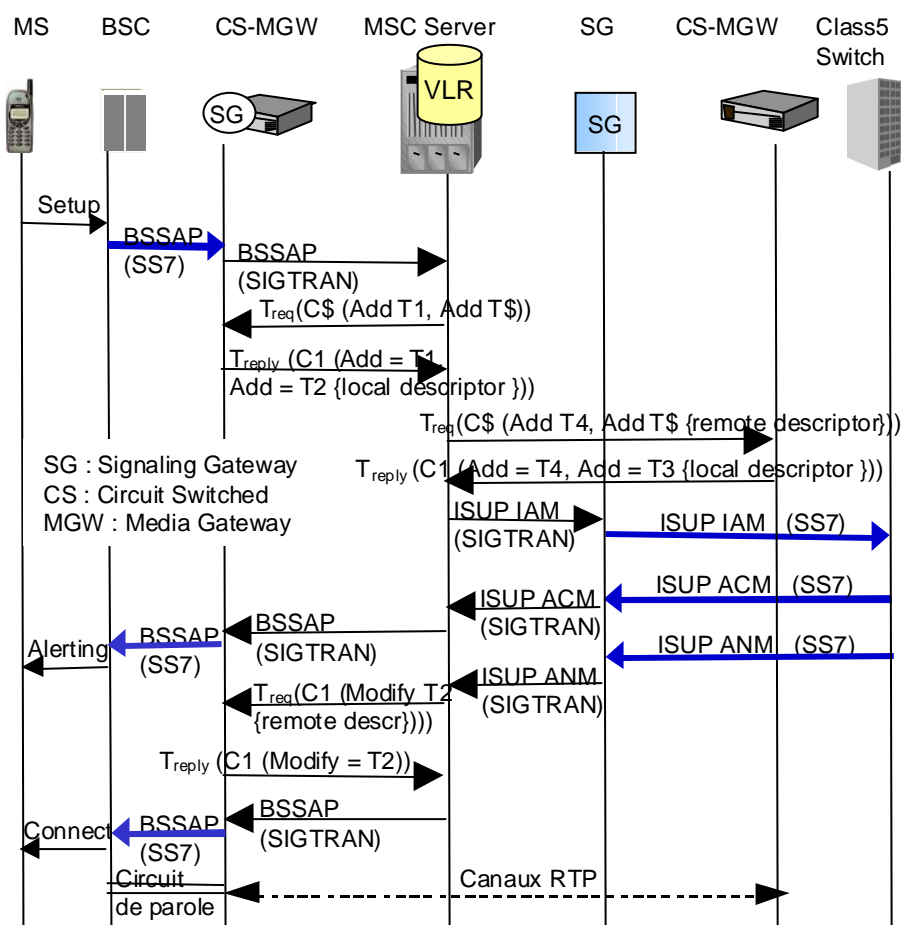 MS BSC CS-MGW MSC Server SG CS-MGW Class5
Switch
VLR
SG
SG
Setup
BSSAP
(SS7)
BSSAP
(SIGTRAN)
Treq(C$ (Add T1, Add T$))
Treply (C1 (Add = T1,
Add = T2 {local descriptor }))
Treq(C$ (Add T4, Add T$ {remote descriptor}))
Treply (C1 (Add = T4, Add = T3 {local descriptor }))
SG : Signaling Gateway
CS : Circuit Switched
MGW : Media Gateway
ISUP IAM
(SIGTRAN)
ISUP IAM (SS7)
ISUP ACM (SS7)
ISUP ACM
(SIGTRAN)
BSSAP
(SIGTRAN)
BSSAP
(SS7)
Alerting
ISUP ANM (SS7)
ISUP ANM
(SIGTRAN)
Treq(C1 (Modify T2
{remote descr})))
Treply (C1 (Modify = T2))
BSSAP
(SIGTRAN)
BSSAP
(SS7)
Connect
Circuit
de parole
Canaux RTP